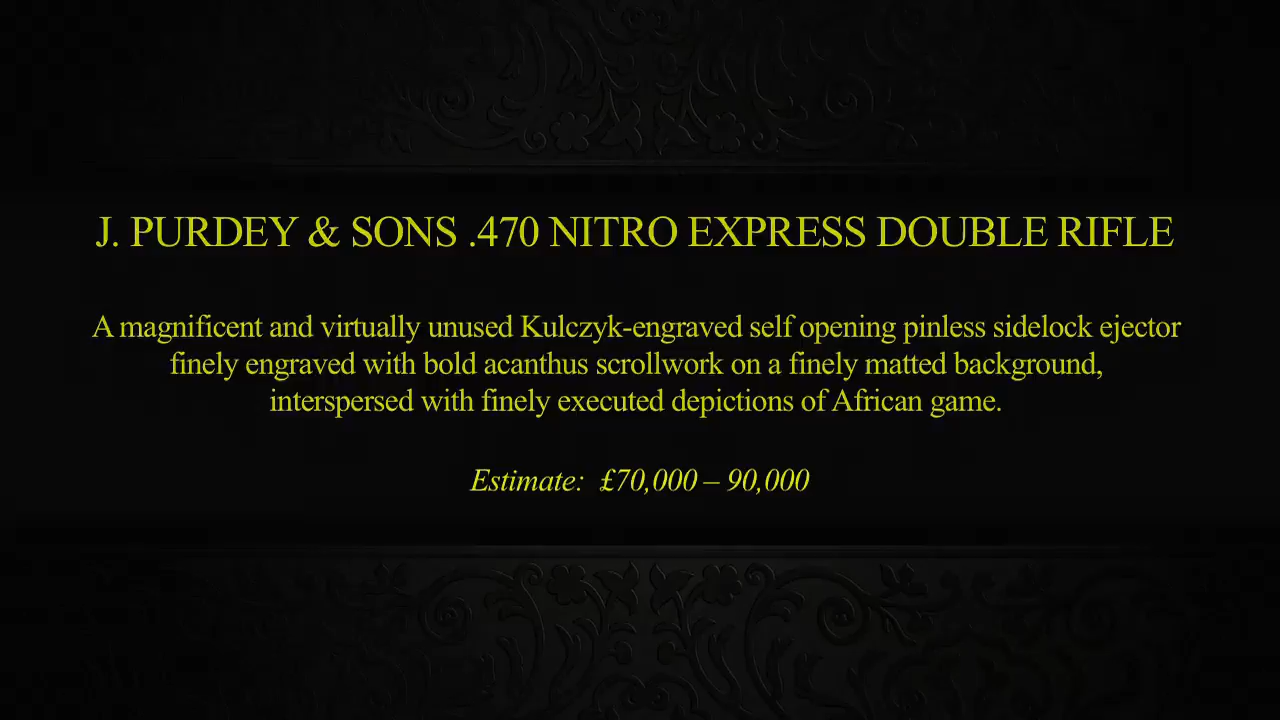 J. PURDEY & SONS .470 NITRO EXPRESS DOUBLE RIFLE
A magnificent and virtually unused Kulczyk-engraved self opening pinless sidelock ejector
finely engraved with bold acanthus scrollwork on a finely matted background,
interspersed with finely executed depictions of African game.
Estimate: £70,000 – 90,000